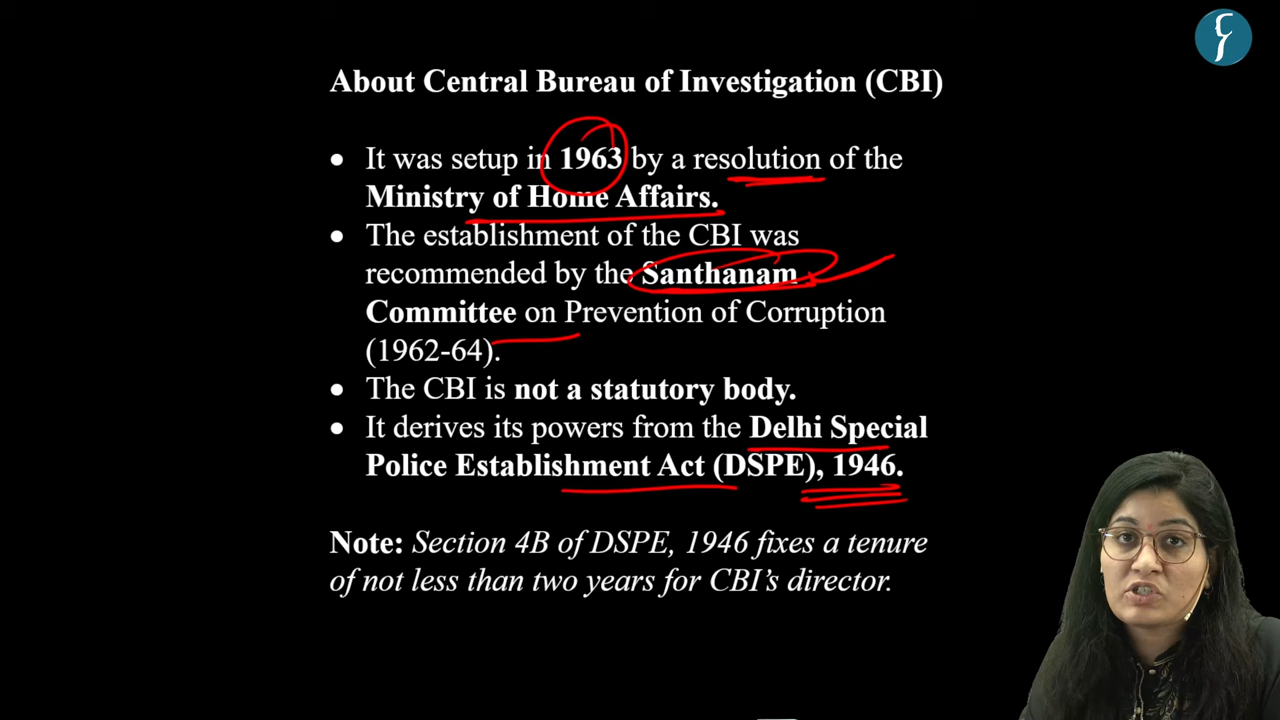 About Central Bureau of Investigation (CBI)
• It was setup in 1963 by a resolution of the
Ministry of Home Affairs.
• The establishment of the CBI was
recommended by the Santhanam
Committee on Prevention of Corruption
(1962-64).
• The CBI is not a statutory body.
• It derives its powers from the Delhi Special
Police Establishment Act (DSPE), 1946.
Note: Section 4B of DSPE, 1946 fixes a tenure
of not less than two years for CBI's director.